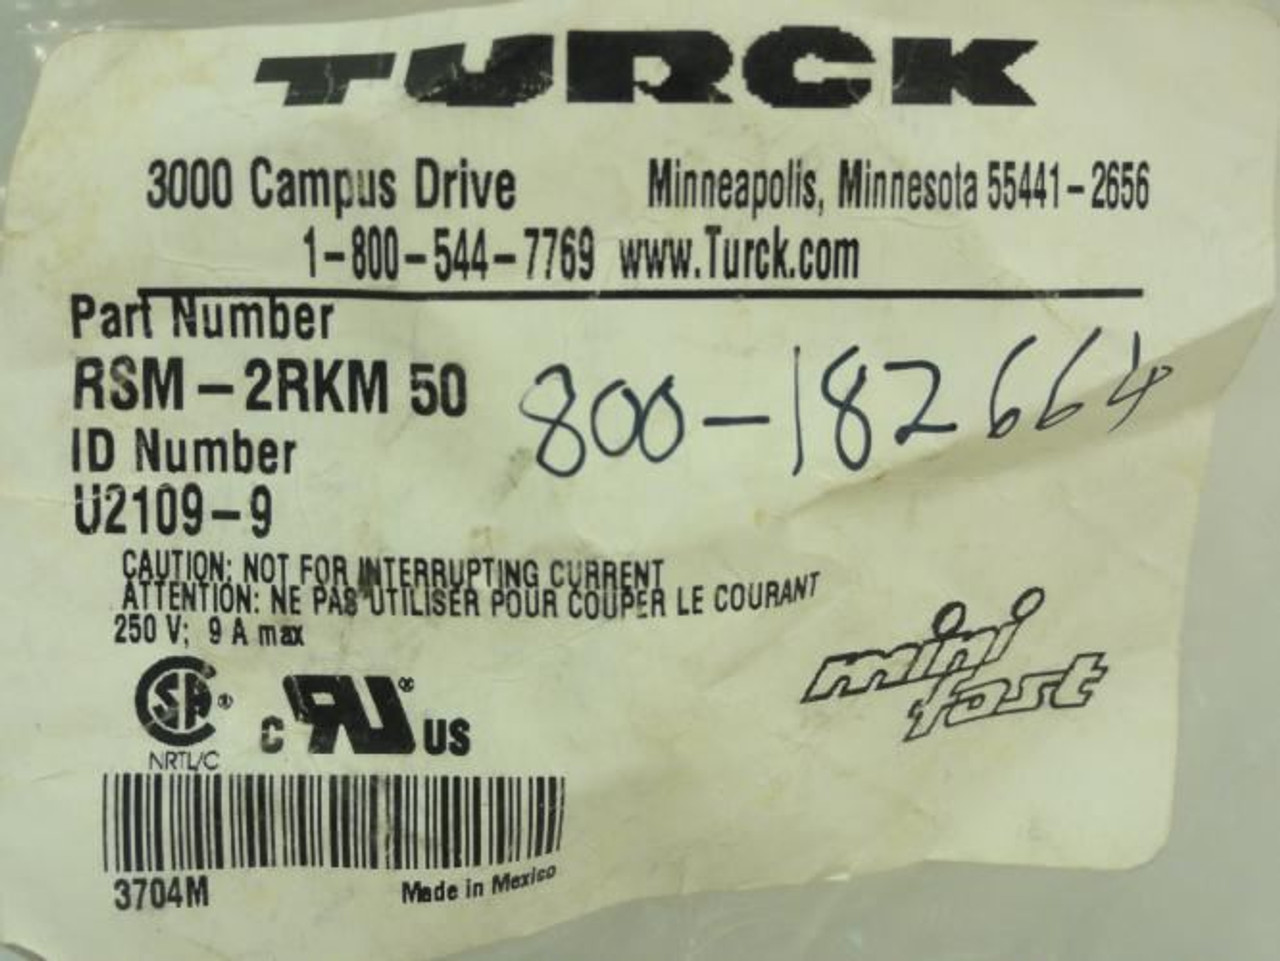 TURCK
3000 Campus Drive Minneapolis, Minnesota 55441-2656
1-800-544-7769 www.Turck.com
Part Number
RSM-2RKM 50 800-182664
ID Number
U2109-9
CAUTION: NOT FOR INTERRUPTING CURRENT
ATTENTION: NE PAS UTILISER POUR COUPER LE COURANT
250 V; 9 A max
mini
fast
SA ® C RU ® US
NRTL/C
3704M Made in Mexico